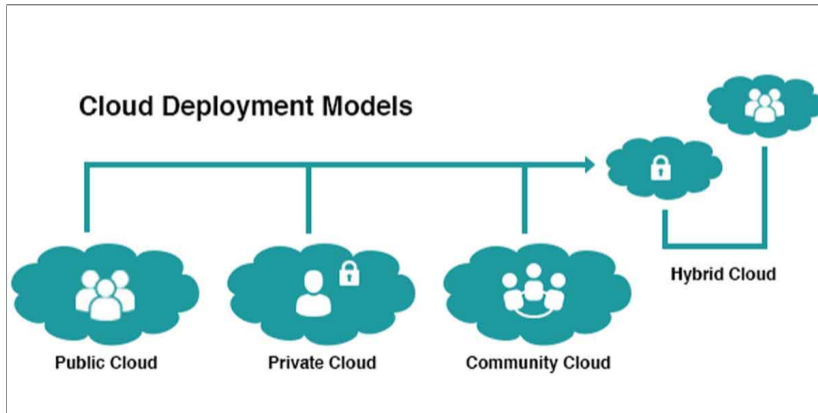 Cloud Deployment Models
Hybrid Cloud
Public Cloud
Private Cloud
Community Cloud